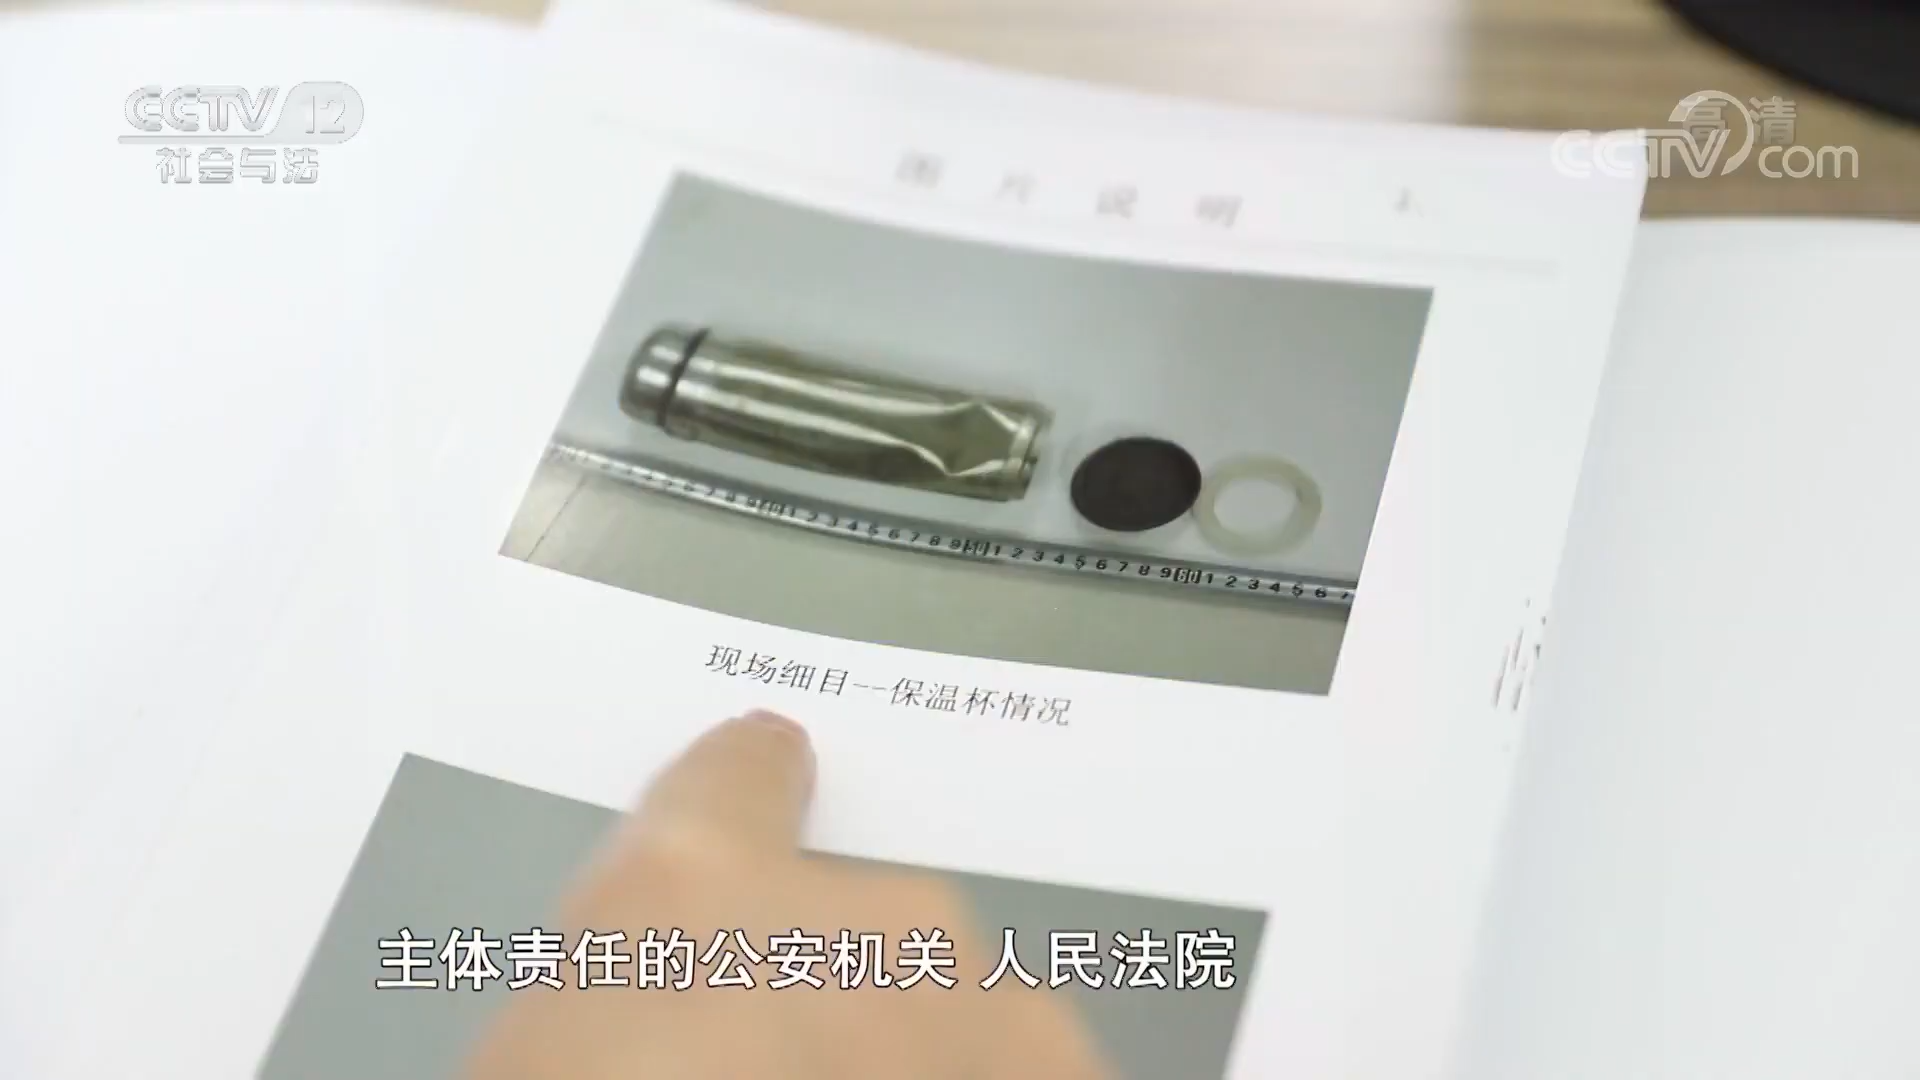 CCTV 12
社会与法
高清
CCTV com
图片说明
现场细目--保温杯情况
主体责任的公安机关 人民法院